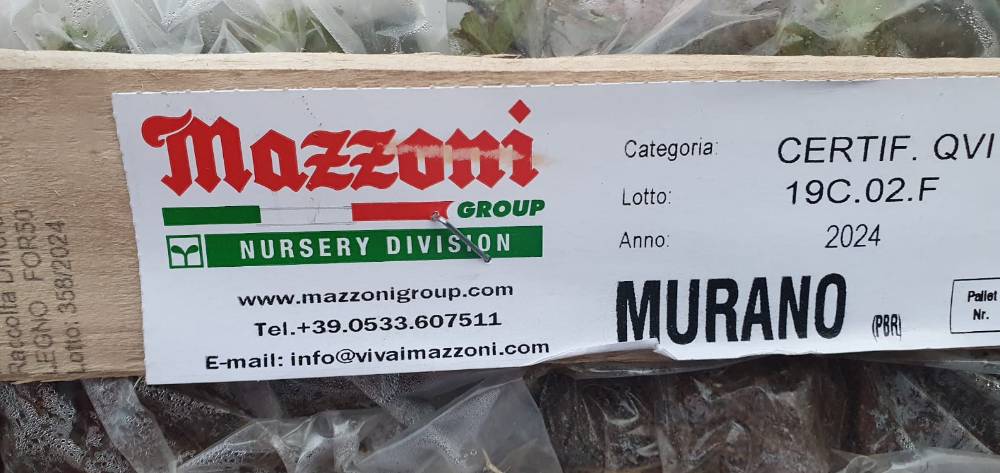 Mazzoni
GROUP
NURSERY DIVISION
www.mazzonigroup.com
Tel.+39.0533.607511
E-mail: info@vivaimazzoni.com
Categoria: CERTIF. QVI
Lotto: 19C.02.F
Anno: 2024
MURANO (PBR)
Pallet
Nr.
Raccolta
LEGNO FOR50
Lotto: 358/2024